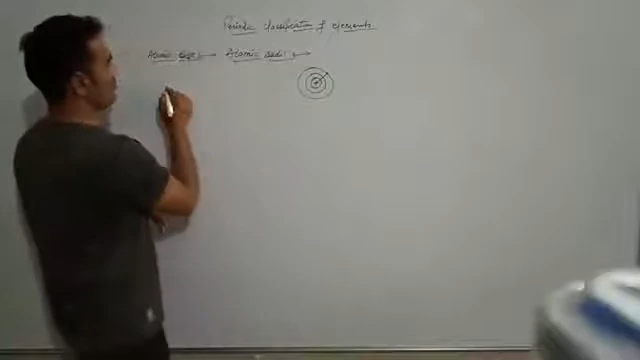 Periodic classification of elements
Atomic size → Atomic radii →